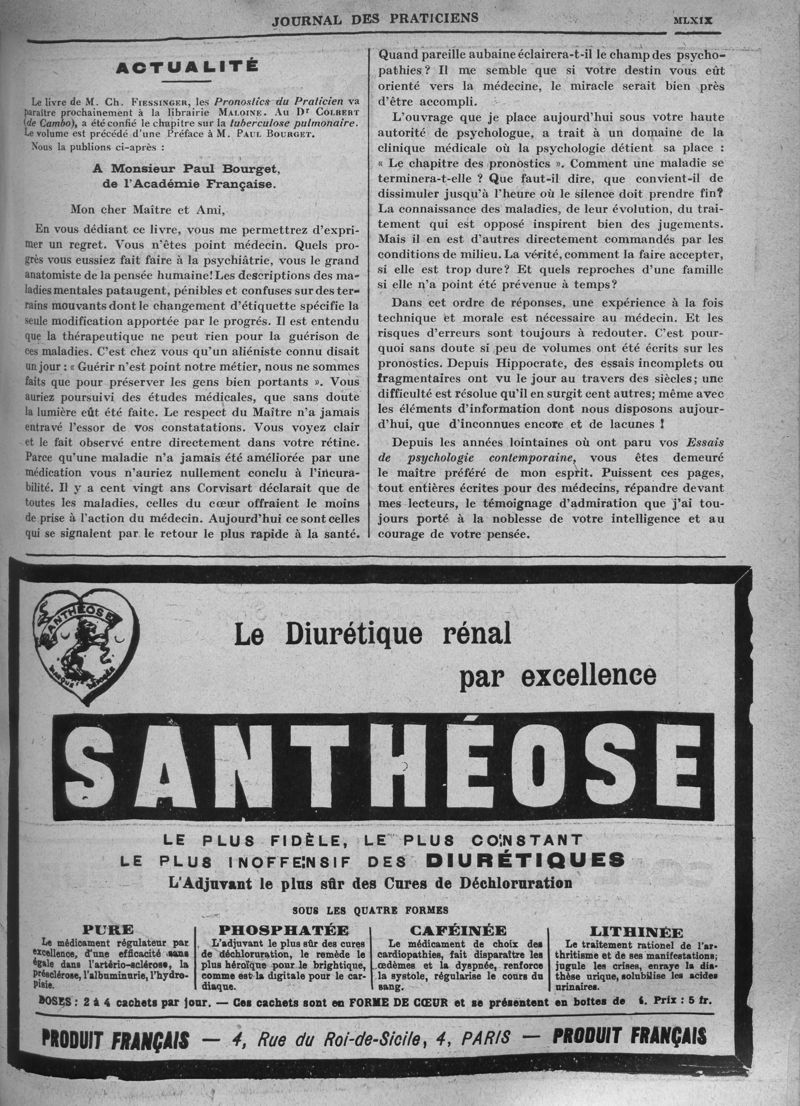 JOURNAL DES PRATICIENS
MLXIX
ACTUALITÉ
Le livre de M. Ch. FIESSINGER, les Pronostics du Praticien va
paraître prochainement à la librairie MALOINE. Au Dr COLBERT
(de Cambo), a été confié le chapitre sur la tuberculose pulmonaire.
Le volume est précédé d'une Préface à M. PAUL BOURGET.
Nous la publions ci-après :
A Monsieur Paul Bourget,
de l'Académie Française.
Mon cher Maître et Ami,
En vous dédiant ce livre, vous me permettrez d'expri-
mer un regret. Vous n'êtes point médecin. Quels pro-
grès vous eussiez fait faire à la psychiâtrie, vous le grand
anatomiste de la pensée humaine! Les descriptions des ma-
ladies mentales pataugent, pénibles et confuses sur des ter-
rains mouvants dont le changement d'étiquette spécifie la
seule modification apportée par le progrés. Il est entendu
que la thérapeutique ne peut rien pour la guérison de
ces maladies. C'est chez vous qu'un aliéniste connu disait
un jour : « Guérir n'est point notre métier, nous ne sommes
faits que pour préserver les gens bien portants ». Vous
auriez poursuivi des études médicales, que sans doute
la lumière eût été faite. Le respect du Maître n'a jamais
entravé l'essor de vos constatations. Vous voyez clair
et le fait observé entre directement dans votre rétine.
Parce qu'une maladie n'a jamais été améliorée par une
médication vous n'auriez nullement conclu à l'incura-
bilité. Il y a cent vingt ans Corvisart déclarait que de
toutes les maladies, celles du cœur offraient le moins
de prise à l'action du médecin. Aujourd'hui ce sont celles
qui se signalent par le retour le plus rapide à la santé.
Quand pareille aubaine éclairera-t-il le champ des psycho-
pathies? Il me semble que si votre destin vous eût
orienté vers la médecine, le miracle serait bien près
d'être accompli.
L'ouvrage que je place aujourd'hui sous votre haute
autorité de psychologue, a trait à un domaine de la
clinique médicale où la psychologie détient sa place :
« Le chapitre des pronostics ». Comment une maladie se
terminera-t-elle ? Que faut-il dire, que convient-il de
dissimuler jusqu'à l'heure où le silence doit prendre fin?
La connaissance des maladies, de leur évolution, du trai-
tement qui est opposé inspirent bien des jugements.
Mais il en est d'autres directement commandés par les
conditions de milieu. La vérité, comment la faire accepter,
si elle est trop dure? Et quels reproches d'une famille
si elle n'a point été prévenue à temps?
Dans cet ordre de réponses, une expérience à la fois
technique et morale est nécessaire au médecin. Et les
risques d'erreurs sont toujours à redouter. C'est pour-
quoi sans doute si peu de volumes ont été écrits sur les
pronostics. Depuis Hippocrate, des essais incomplets ou
fragmentaires ont vu le jour au travers des siècles; une
difficulté est résolue qu'il en surgit cent autres; même avec
les éléments d'information dont nous disposons aujour-
d'hui, que d'inconnues encore et de lacunes !
Depuis les années lointaines où ont paru vos Essais
de psychologie contemporaine, vous êtes demeuré
le maître préféré de mon esprit. Puissent ces pages,
tout entières écrites pour des médecins, répandre devant
mes lecteurs, le témoignage d'admiration que j'ai tou-
jours porté à la noblesse de votre intelligence et au
courage de votre pensée.
SANTHÉOSE
MARQUE DÉPOSÉE
Le Diurétique rénal
par excellence
SANTHÉOSE
LE PLUS FIDÈLE, LE PLUS CONSTANT
LE PLUS INOFFENSIF DES DIURÉTIQUES
L'Adjuvant le plus sûr des Cures de Déchloruration
SOUS LES QUATRE FORMES
PURE
Le médicament régulateur par
excellence, d'une efficacité sans
égale dans l'artério-sclérose, la
présclérose, l'albuminurie, l'hydro-
pisie.
PHOSPHATÉE
L'adjuvant le plus sûr des cures
de déchloruration, le remède le
plus héroïque pour le brightique,
comme est la digitale pour le car-
diaque.
CAFÉINÉE
Le médicament de choix des
cardiopathies, fait disparaître les
œdèmes et la dyspnée, renforce
la systole, régularise le cours du
sang.
LITHINÉE
Le traitement rationel de l'ar-
thritisme et de ses manifestations;
jugule les crises, enraye la dia-
thèse urique, solubilise les acides
urinaires.
DOSES : 2 à 4 cachets par jour. — Ces cachets sont en FORME DE CŒUR et se présentent en boites de Prix : 5 fr.
PRODUIT FRANÇAIS — 4, Rue du Roi-de-Sicile, 4, PARIS — PRODUIT FRANÇAIS